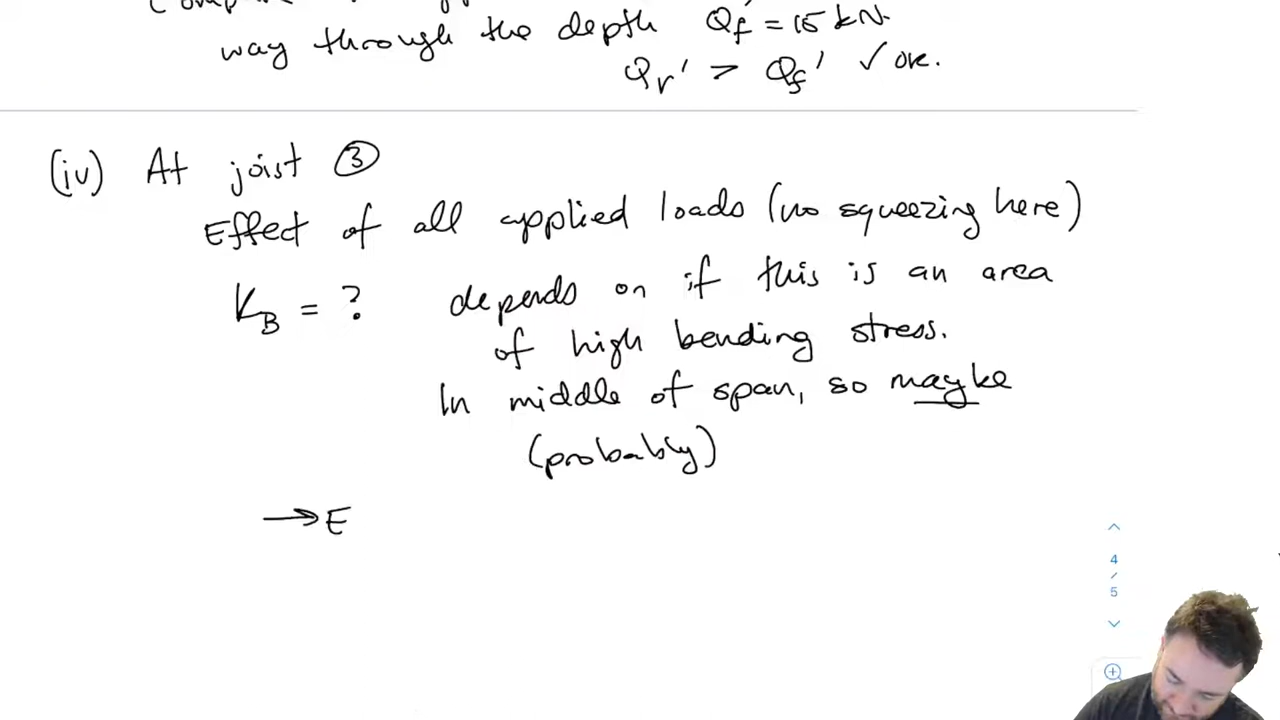 way through the depth Qf' = 15 kN.
Qr' > Qf' ✓ OK.
(iv) At joist ③
Effect of all applied loads (no squeezing here)
KB = ? depends on if this is an area
of high bending stress.
In middle of span, so maybe
(probably)
→ E
4
/
5